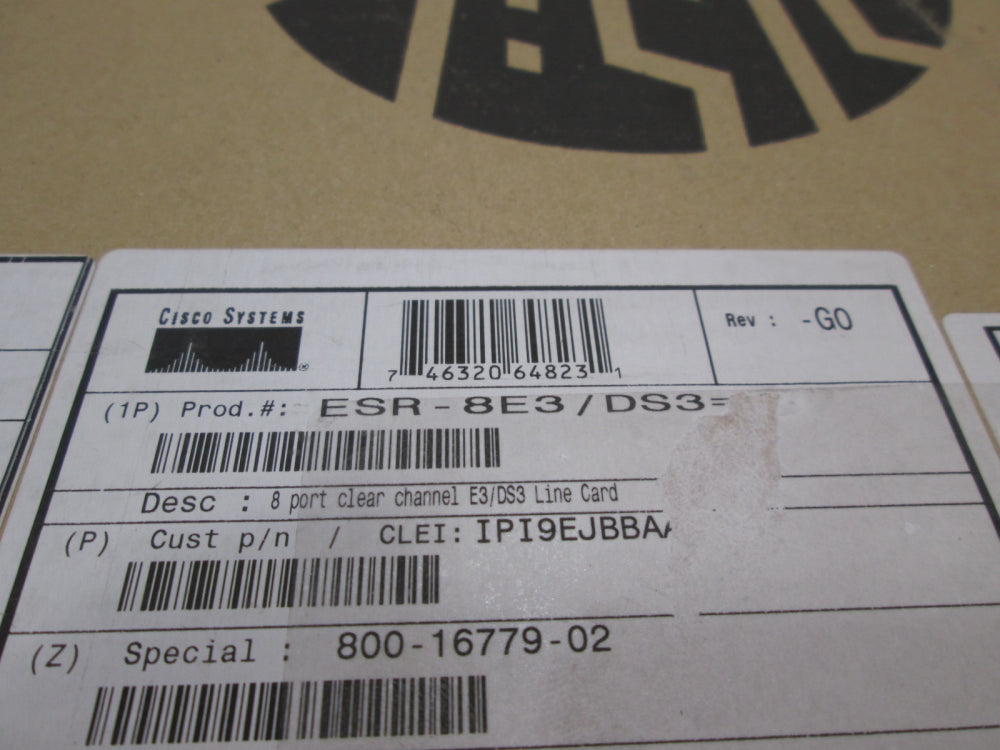 CISCO SYSTEMS
®
7 46320 64823 1
Rev : -G0
(1P) Prod.#: ESR-8E3/DS3=
Desc : 8 port clear channel E3/DS3 Line Card
(P) Cust p/n / CLEI: IPI9EJBBAA
(Z) Special : 800-16779-02